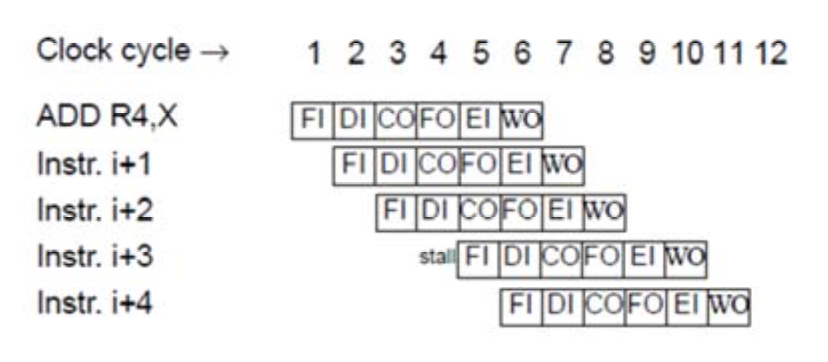 Clock cycle → 1 2 3 4 5 6 7 8 9 10 11 12
ADD R4,X FI DI CO FO EI WO
Instr. i+1 FI DI CO FO EI WO
Instr. i+2 FI DI CO FO EI WO
Instr. i+3 stall FI DI CO FO EI WO
Instr. i+4 FI DI CO FO EI WO